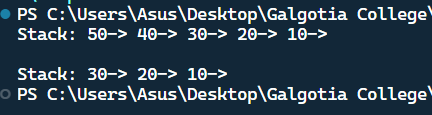 PS C:\Users\Asus\Desktop\Galgotia College\
Stack: 50-> 40-> 30-> 20-> 10->
Stack: 30-> 20-> 10->
PS C:\Users\Asus\Desktop\Galgotia College\